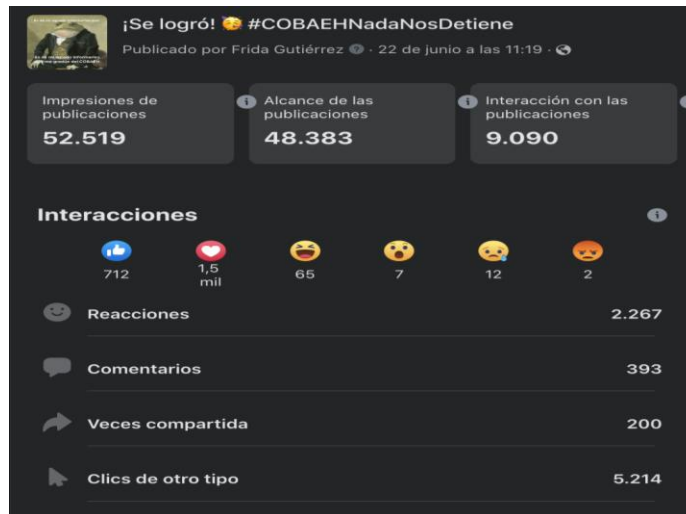 ¡Se logró! 🥳 #COBAEHNadaNosDetiene
Publicado por Frida Gutiérrez · 22 de junio a las 11:19 ·
Impresiones de publicaciones
52.519
Alcance de las publicaciones
48.383
Interacción con las publicaciones
9.090
Interacciones
712
1,5 mil
65
7
12
2
Reacciones 2.267
Comentarios 393
Veces compartida 200
Clics de otro tipo 5.214